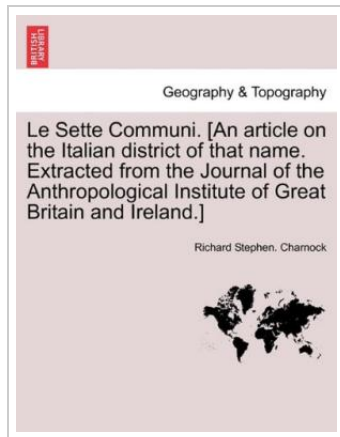 BRITISH
LIBRARY
Geography & Topography
Le Sette Communi. [An article on
the Italian district of that name.
Extracted from the Journal of the
Anthropological Institute of Great
Britain and Ireland.]
Richard Stephen. Charnock